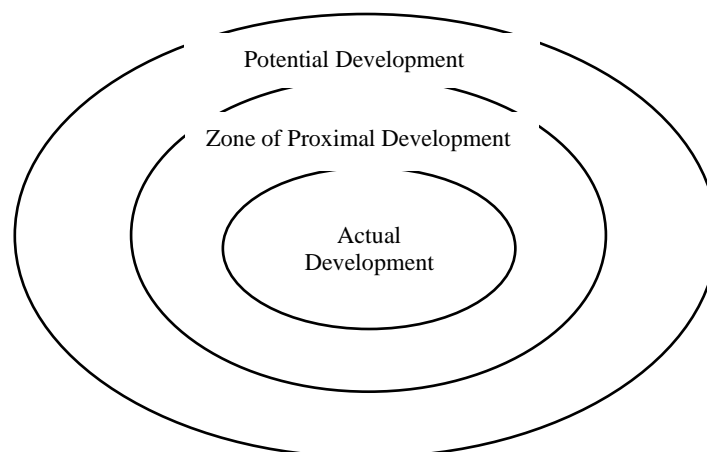 Potential Development
Zone of Proximal Development
Actual
Development